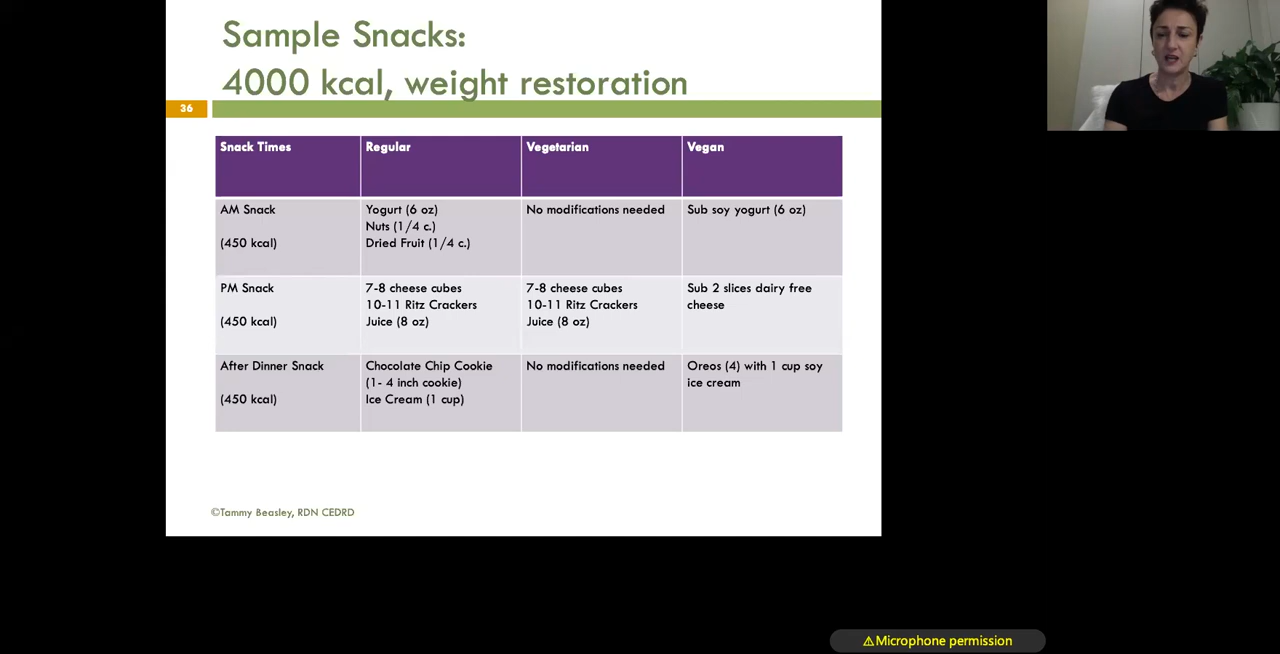 Sample Snacks:
4000 kcal, weight restoration
36
Snack Times
Regular
Vegetarian
Vegan
AM Snack
(450 kcal)
Yogurt (6 oz)
Nuts (1/4 c.)
Dried Fruit (1/4 c.)
No modifications needed
Sub soy yogurt (6 oz)
PM Snack
(450 kcal)
7-8 cheese cubes
10-11 Ritz Crackers
Juice (8 oz)
7-8 cheese cubes
10-11 Ritz Crackers
Juice (8 oz)
Sub 2 slices dairy free
cheese
After Dinner Snack
(450 kcal)
Chocolate Chip Cookie
(1- 4 inch cookie)
Ice Cream (1 cup)
No modifications needed
Oreos (4) with 1 cup soy
ice cream
©Tammy Beasley, RDN CEDRD
⚠Microphone permission